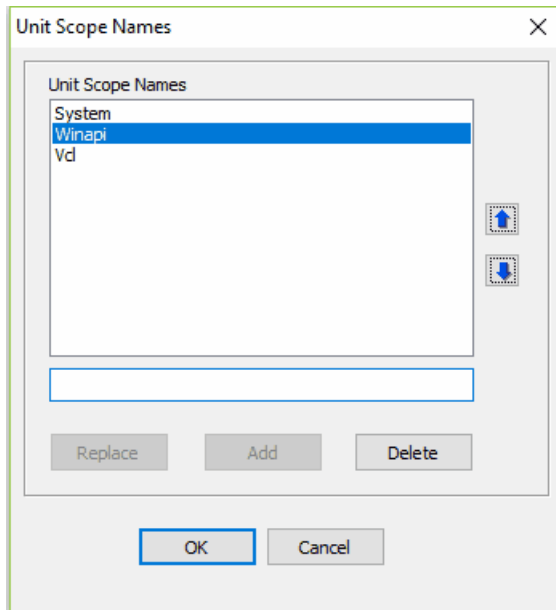 Unit Scope Names
Unit Scope Names
System
Winapi
Vcl
Replace Add Delete
OK Cancel